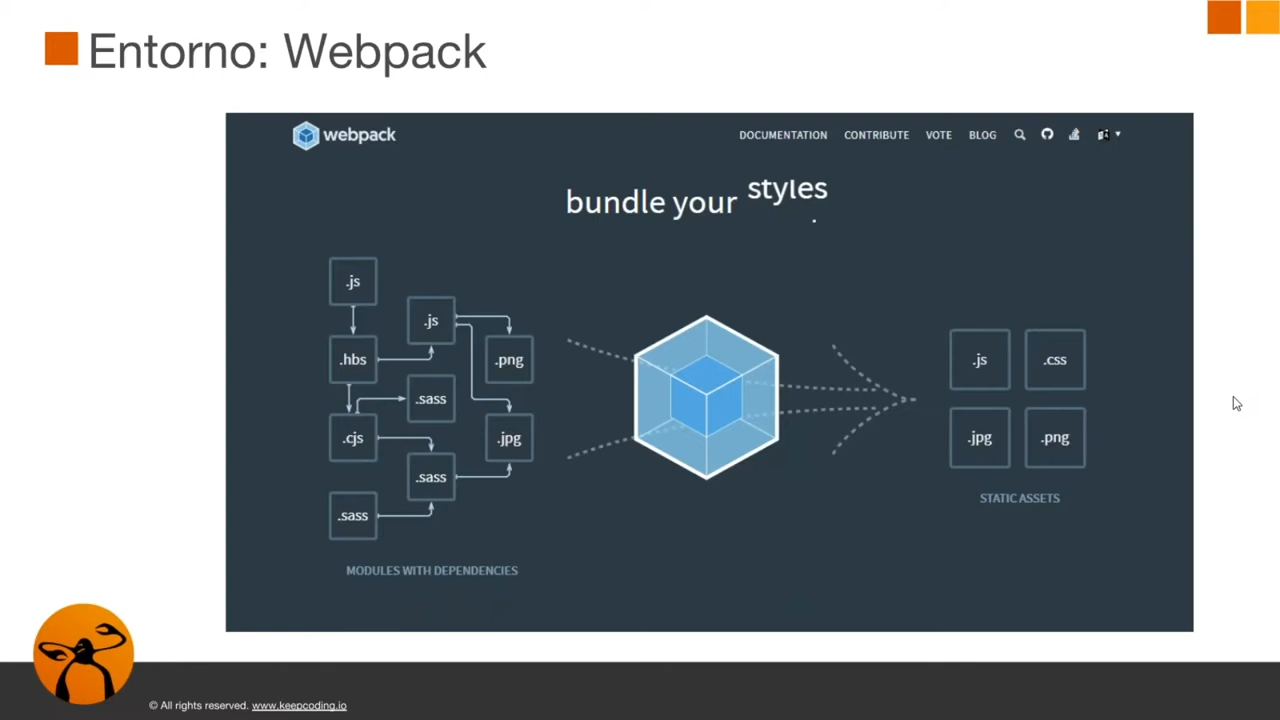 Entorno: Webpack
webpack
DOCUMENTATION CONTRIBUTE VOTE BLOG
bundle your styles
.js
.js
.hbs
.png
.sass
.cjs
.jpg
.sass
.sass
MODULES WITH DEPENDENCIES
.js .css
.jpg .png
STATIC ASSETS
© All rights reserved. www.keepcoding.io